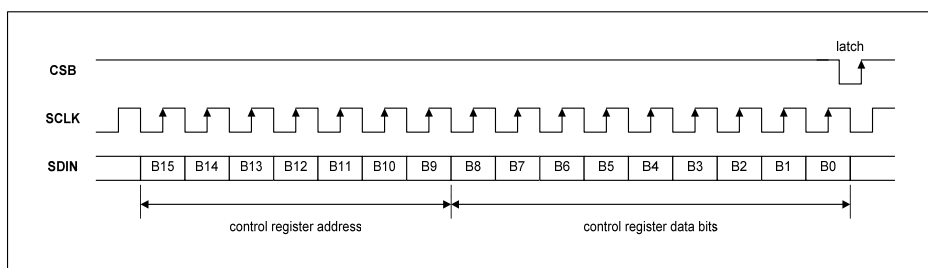 latch
CSB
SCLK
SDIN B15 B14 B13 B12 B11 B10 B9 B8 B7 B6 B5 B4 B3 B2 B1 B0
control register address control register data bits